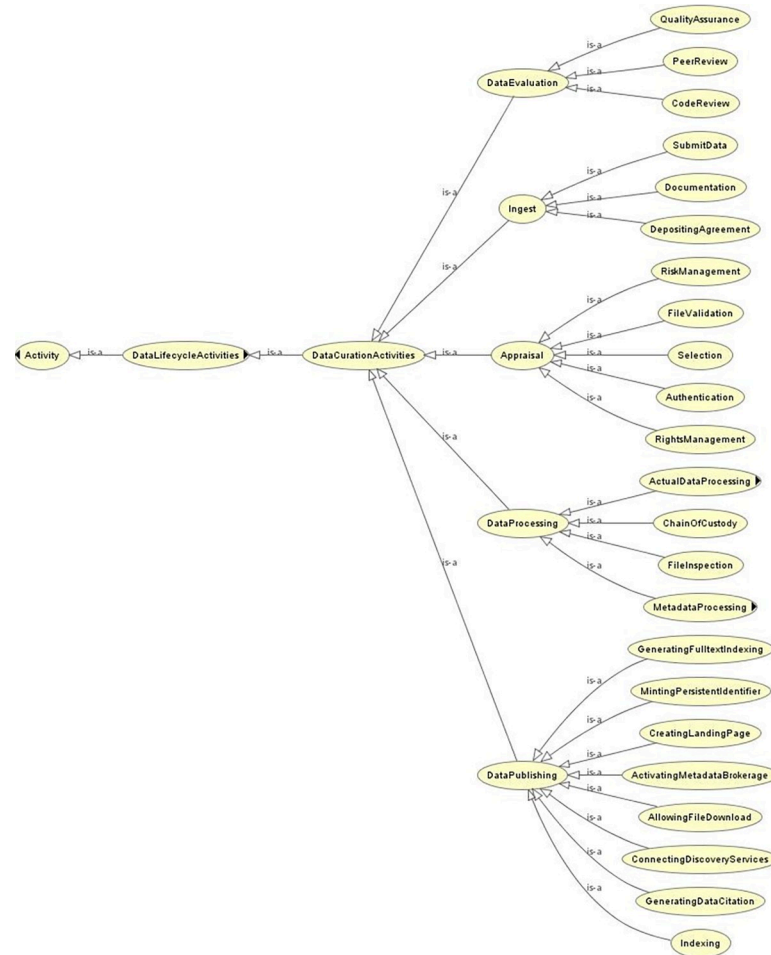 QualityAssurance
is-a
PeerReview
is-a
DataEvaluation
is-a
CodeReview
SubmitData
is-a
is-a
Documentation
is-a
Ingest
is-a
DepositingAgreement
is-a
RiskManagement
is-a
FileValidation
is-a
Activity
is-a
DataLifecycleActivities
is-a
DataCurationActivities
is-a
Appraisal
is-a
Selection
is-a
Authentication
is-a
RightsManagement
is-a
ActualDataProcessing
is-a
DataProcessing
is-a
ChainOfCustody
is-a
FileInspection
is-a
is-a
MetadataProcessing
GeneratingFulltextIndexing
is-a
MintingPersistentIdentifier
is-a
CreatingLandingPage
is-a
DataPublishing
is-a
ActivatingMetadataBrokerage
is-a
AllowingFileDownload
is-a
ConnectingDiscoveryServices
is-a
GeneratingDataCitation
is-a
Indexing